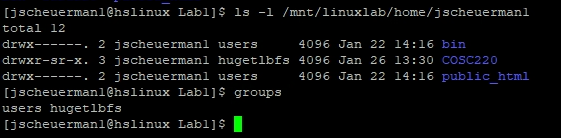 [jscheuerman1@hslinux Lab1]$ ls -l /mnt/linuxlab/home/jscheuerman1
total 12
drwx------. 2 jscheuerman1 users     4096 Jan 22 14:16 bin
drwxr-sr-x. 3 jscheuerman1 hugetlbfs 4096 Jan 26 13:30 COSC220
drwx------. 2 jscheuerman1 users     4096 Jan 22 14:16 public_html
[jscheuerman1@hslinux Lab1]$ groups
users hugetlbfs
[jscheuerman1@hslinux Lab1]$